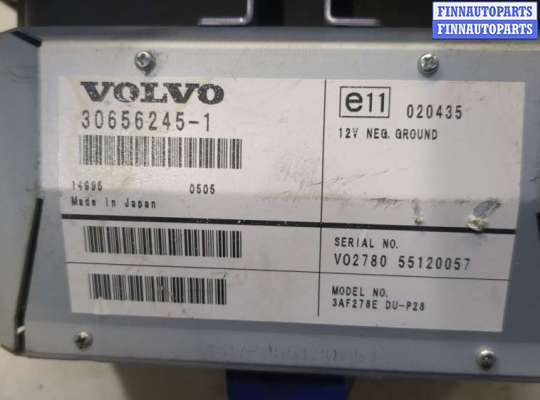 FINNAUTOPARTS
FINNAUTOPARTS
VOLVO
30656245-1
14995 0505
Made in Japan
e11 020435
12V NEG. GROUND
SERIAL NO.
VO2780 55120057
MODEL NO.
3AF278E DU-P28